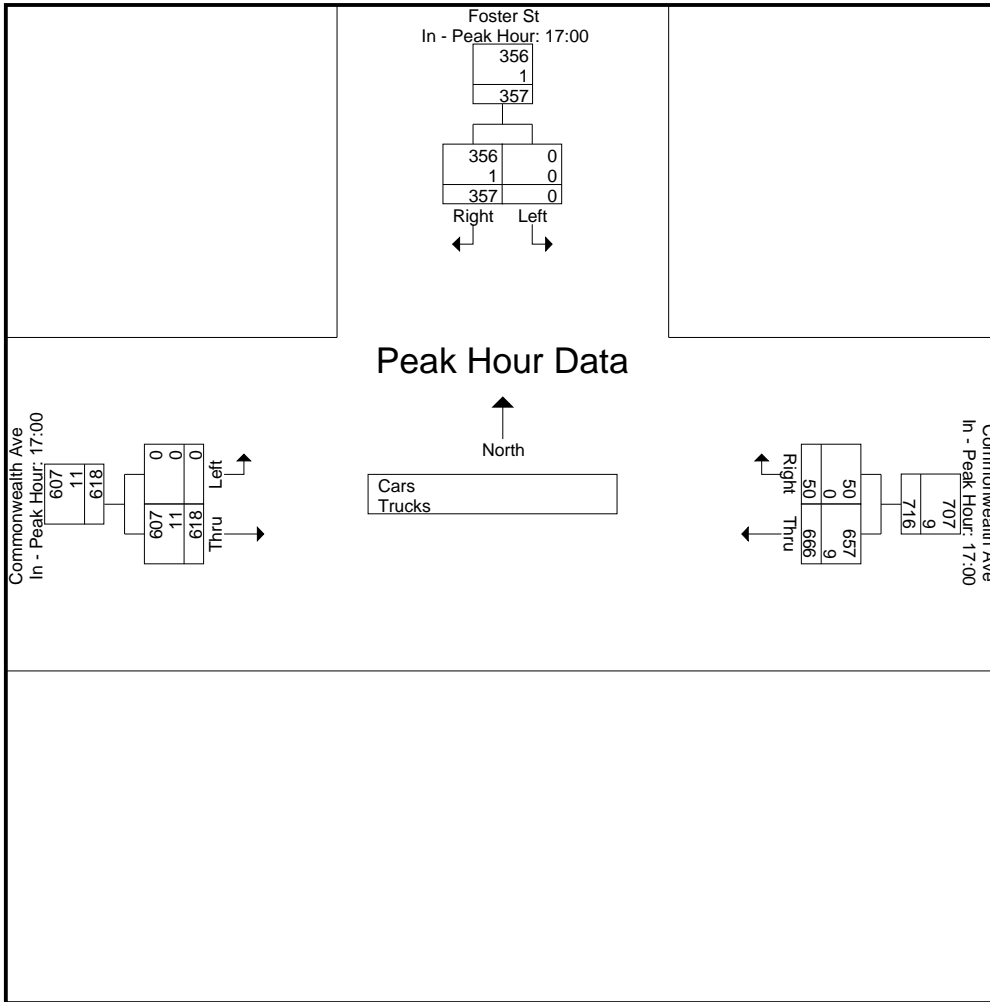 Foster St
In - Peak Hour: 17:00
356
1
357
356 0
1 0
357 0
Right Left
Peak Hour Data
North
Cars
Trucks
Commonwealth Ave
In - Peak Hour: 17:00
607
11
618
0 607
0 11
0 618
Left Thru
Commonwealth Ave
In - Peak Hour: 17:00
707
9
716
50 657
0 9
50 666
Right Thru